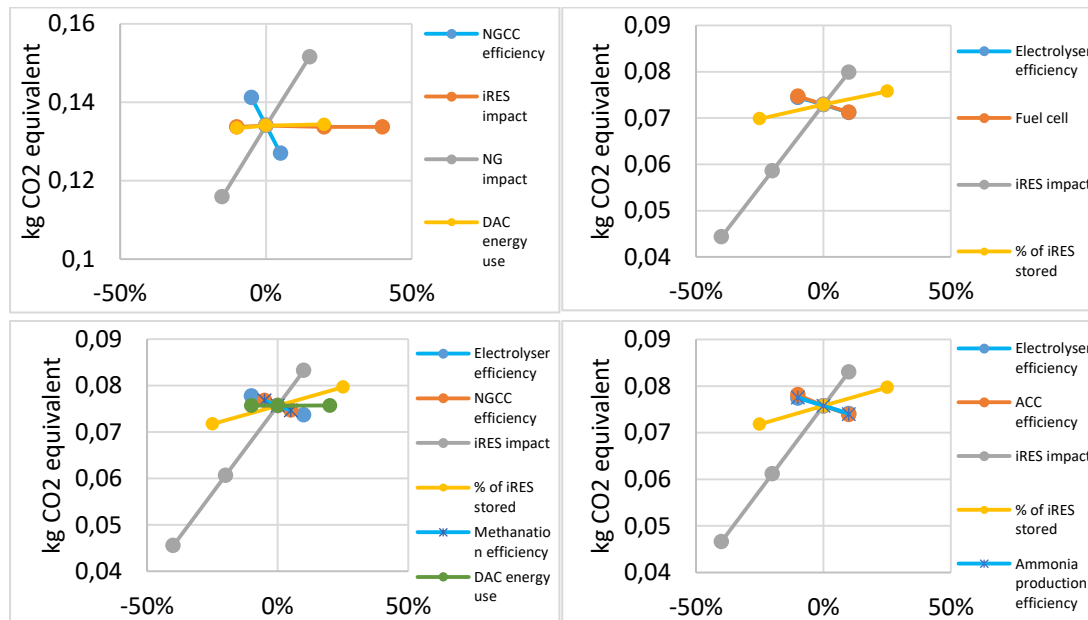 kg CO2 equivalent
0,16
0,14
0,12
0,1
-50%
0%
50%
NGCC
efficiency
iRES
impact
NG
impact
DAC
energy
use
kg CO2 equivalent
0,09
0,08
0,07
0,06
0,05
0,04
-50%
0%
50%
Electrolyser
efficiency
Fuel cell
iRES impact
% of iRES
stored
kg CO2 equivalent
0,09
0,08
0,07
0,06
0,05
0,04
-50%
0%
50%
Electrolyser
efficiency
NGCC
efficiency
iRES impact
% of iRES
stored
Methanatio
n efficiency
DAC energy
use
kg CO2 equivalent
0,09
0,08
0,07
0,06
0,05
0,04
-50%
0%
50%
Electrolyser
efficiency
ACC
efficiency
iRES impact
% of iRES
stored
Ammonia
production
efficiency